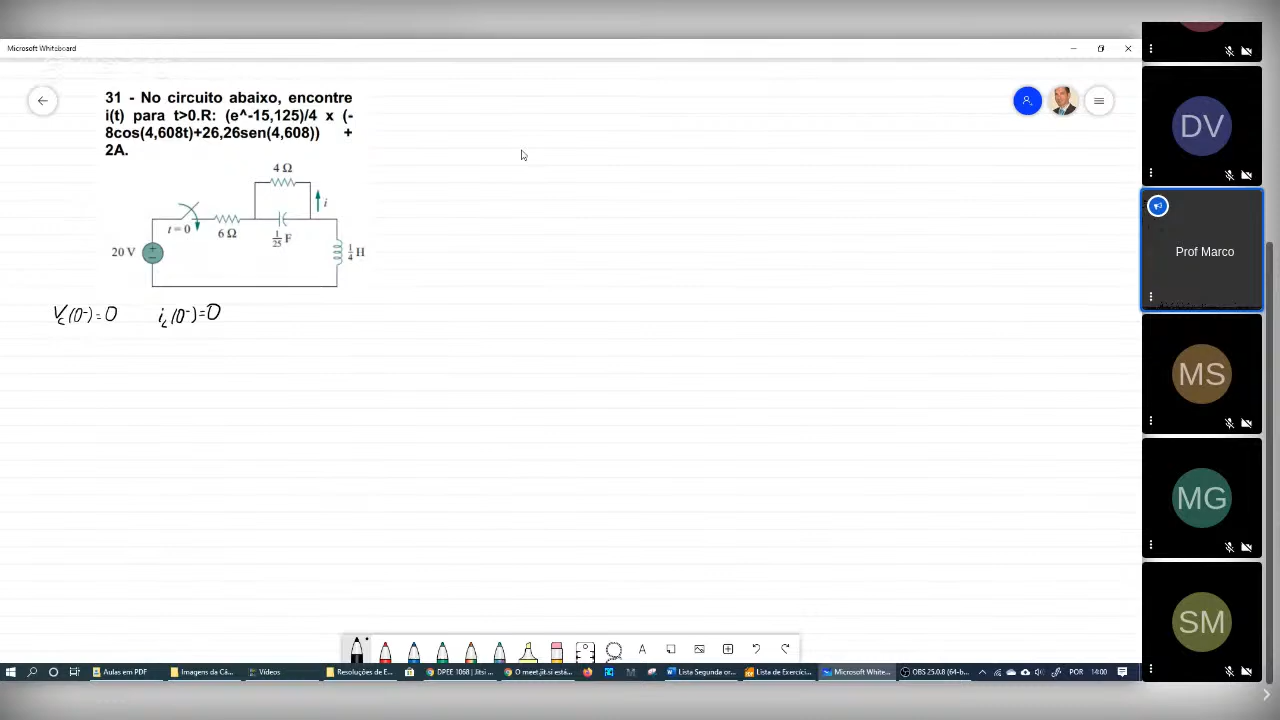 Microsoft Whiteboard
31 - No circuito abaixo, encontre
i(t) para t>0.R: (e^-15,125)/4 x (-
8cos(4,608t)+26,26sen(4,608)) +
2A.
4 Ω
i
t = 0
6 Ω
1/25 F
20 V
+
−
1/4 H
Vc(0-)=0 iL(0-)=0
DV
Prof Marco
MS
MG
SM
A
Aulas em PDF
Imagens da Câ...
Vídeos
Resoluções de E...
DPEE 1068 | Jitsi ...
O meet.jit.si está...
Lista Segunda or...
Lista de Exercíci...
Microsoft White...
OBS 25.0.8 (64-b...
POR
14:00